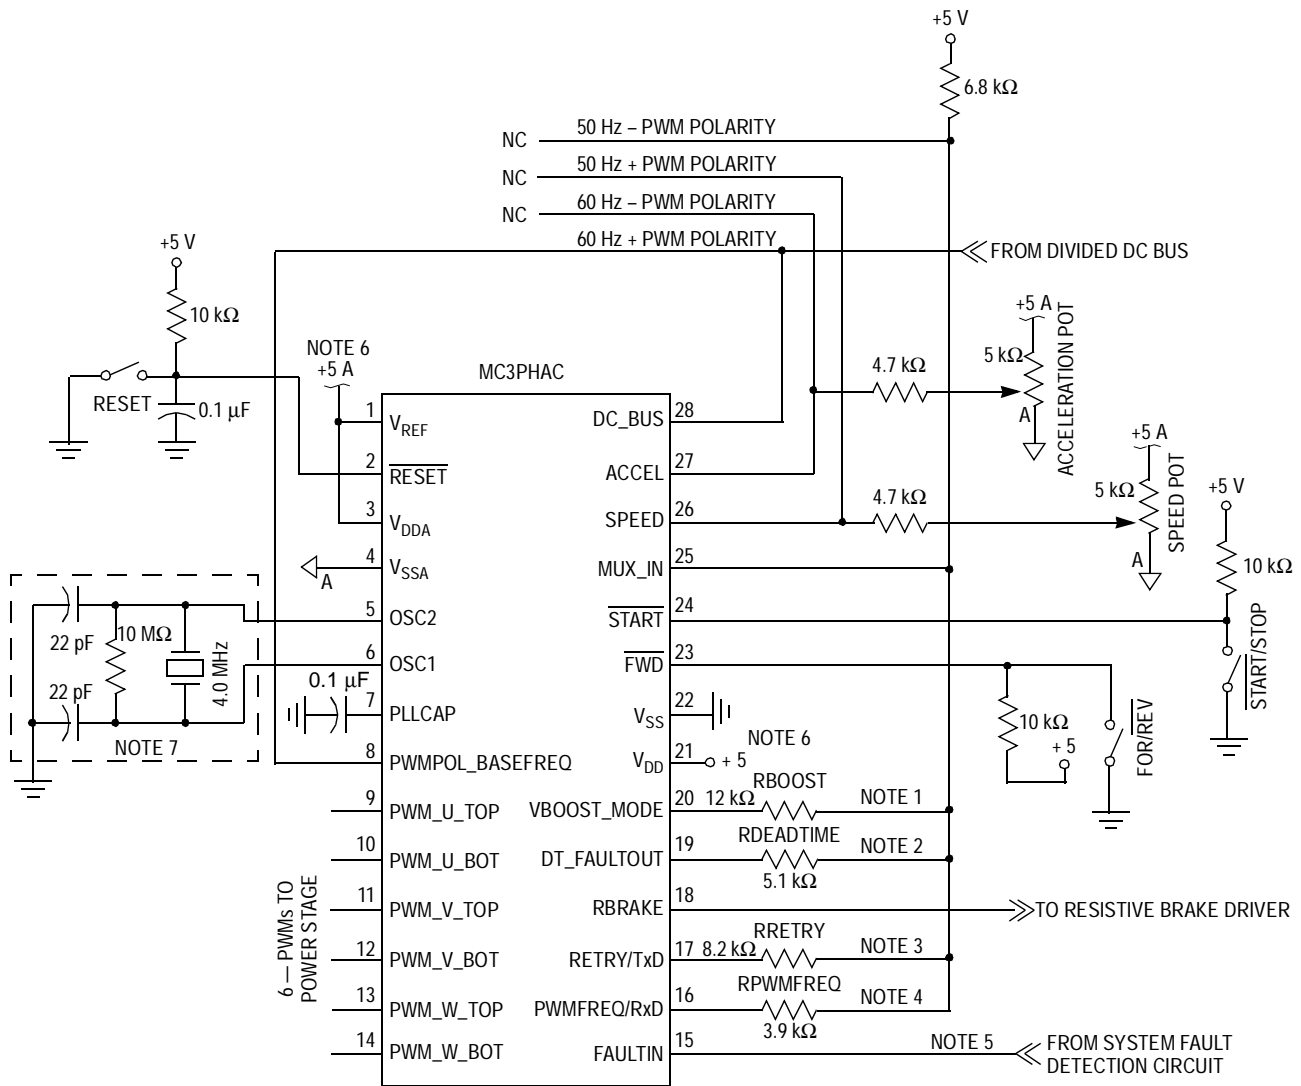 +5 V
6.8 kΩ
NC
50 Hz – PWM POLARITY
NC
50 Hz + PWM POLARITY
NC
60 Hz – PWM POLARITY
60 Hz + PWM POLARITY
FROM DIVIDED DC BUS
+5 V
10 kΩ
RESET
0.1 µF
NOTE 6
+5 A
MC3PHAC
4.7 kΩ
+5 A
5 kΩ
A
ACCELERATION POT
4.7 kΩ
+5 A
5 kΩ
A
SPEED POT
+5 V
10 kΩ
START/STOP
1 VREF
2 RESET
3 VDDA
4 VSSA
A
5 OSC2
6 OSC1
7 PLLCAP
8 PWMPOL_BASEFREQ
9 PWM_U_TOP
10 PWM_U_BOT
11 PWM_V_TOP
12 PWM_V_BOT
13 PWM_W_TOP
14 PWM_W_BOT
22 pF
10 MΩ
4.0 MHz
22 pF
NOTE 7
0.1 µF
6 — PWMs TO
POWER STAGE
DC_BUS 28
ACCEL 27
SPEED 26
MUX_IN 25
START 24
FWD 23
10 kΩ
+ 5
FOR/REV
VSS 22
VDD 21 + 5
NOTE 6
VBOOST_MODE 20 12 kΩ RBOOST NOTE 1
DT_FAULTOUT 19 RDEADTIME NOTE 2
5.1 kΩ
RBRAKE 18 TO RESISTIVE BRAKE DRIVER
RETRY/TxD 17 8.2 kΩ RRETRY NOTE 3
PWMFREQ/RxD 16 RPWMFREQ NOTE 4
3.9 kΩ
FAULTIN 15 NOTE 5 FROM SYSTEM FAULT
DETECTION CIRCUIT